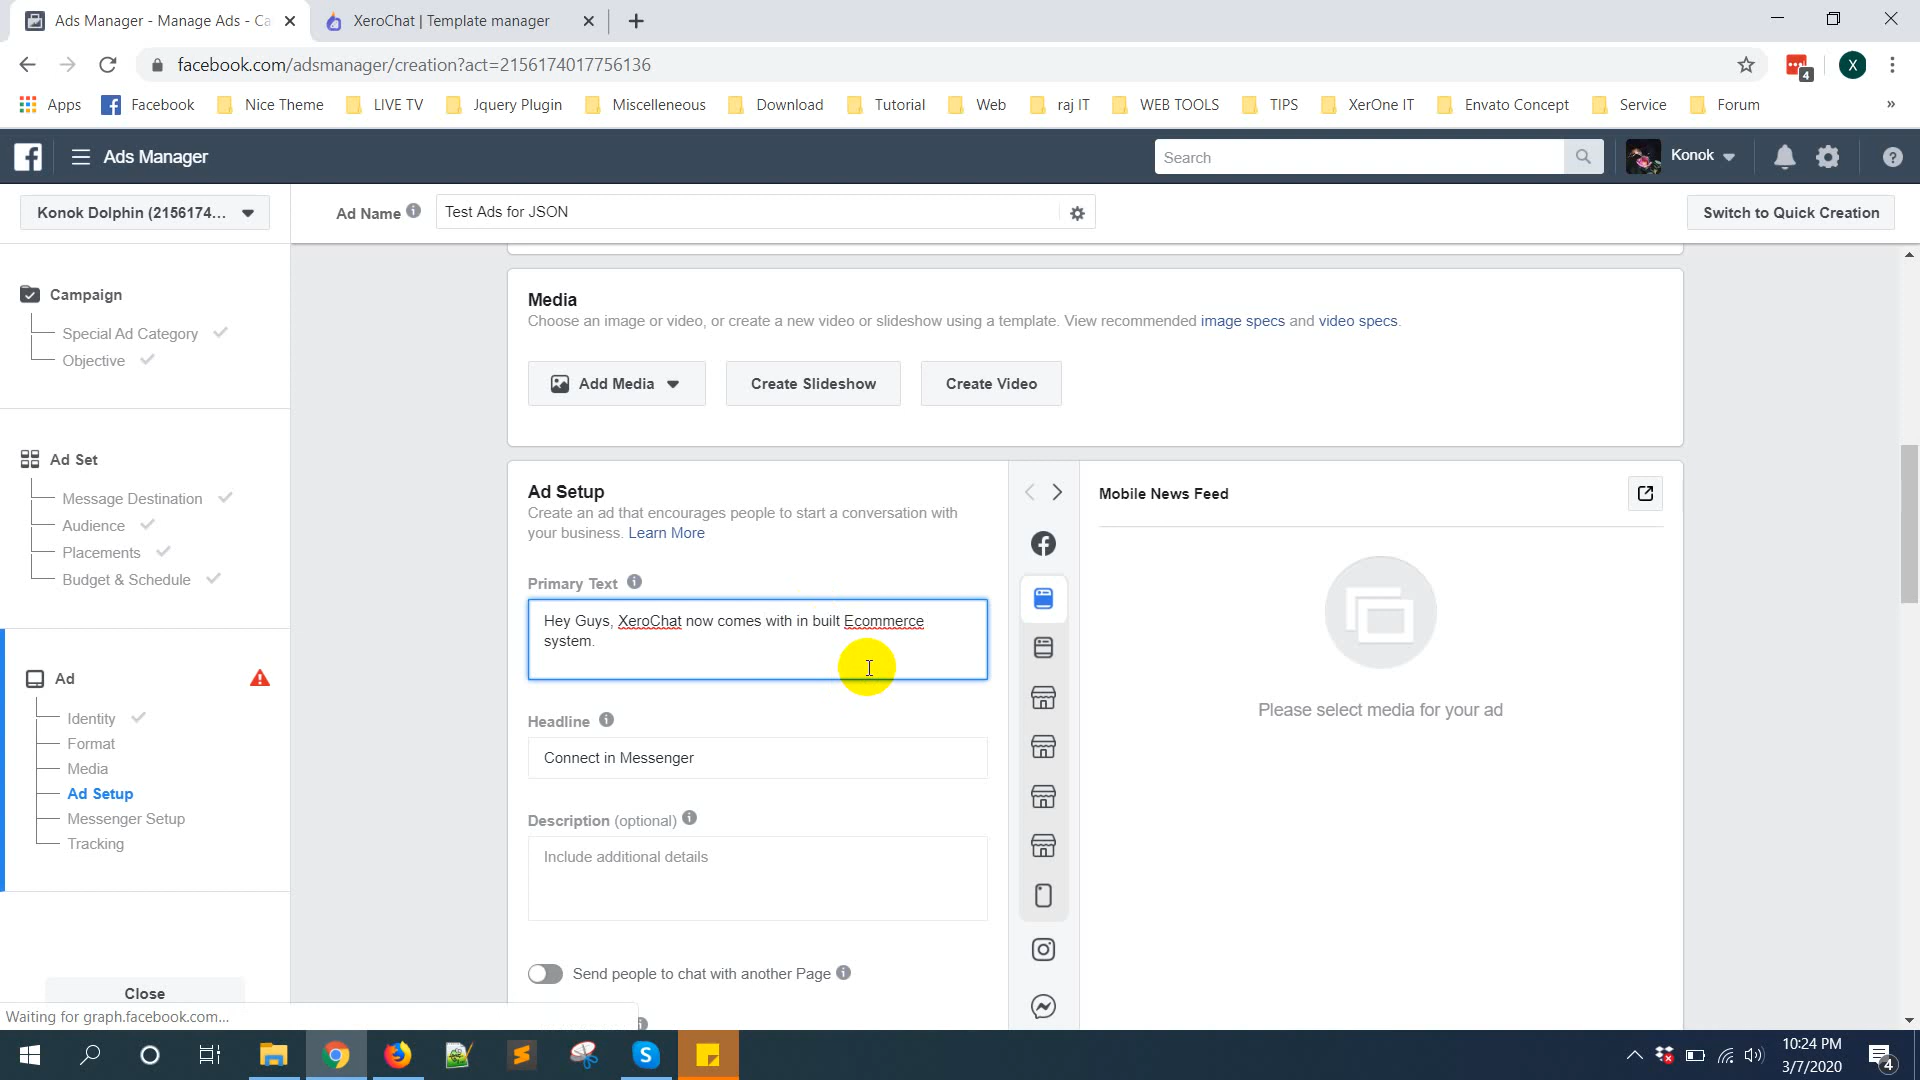 Ads Manager - Manage Ads - Ca
XeroChat | Template manager
facebook.com/adsmanager/creation?act=2156174017756136
4
X
Apps
Facebook
Nice Theme
LIVE TV
Jquery Plugin
Miscelleneous
Download
Tutorial
Web
raj IT
WEB TOOLS
TIPS
XerOne IT
Envato Concept
Service
Forum
»
Ads Manager
Search
Konok
Konok Dolphin (2156174...
Ad Name
Test Ads for JSON
Switch to Quick Creation
Campaign
Special Ad Category
Objective
Ad Set
Message Destination
Audience
Placements
Budget & Schedule
Ad
Identity
Format
Media
Ad Setup
Messenger Setup
Tracking
Close
Waiting for graph.facebook.com...
Media
Choose an image or video, or create a new video or slideshow using a template. View recommended image specs and video specs.
Add Media
Create Slideshow
Create Video
Ad Setup
Create an ad that encourages people to start a conversation with
your business. Learn More
Primary Text
Hey Guys, XeroChat now comes with in built Ecommerce
system.
Headline
Connect in Messenger
Description (optional)
Include additional details
Send people to chat with another Page
Mobile News Feed
Please select media for your ad
10:24 PM
3/7/2020
4